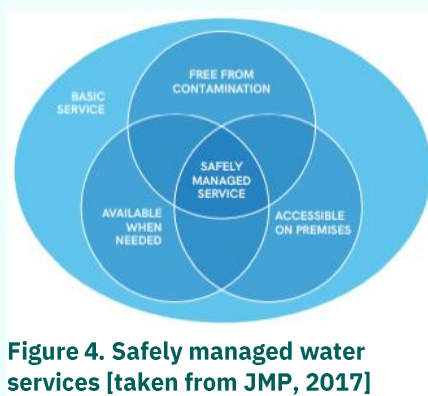 FREE FROM
CONTAMINATION
BASIC
SERVICE
SAFELY
MANAGED
SERVICE
AVAILABLE
WHEN
NEEDED
ACCESSIBLE
ON PREMISES
Figure 4. Safely managed water
services [taken from JMP, 2017]